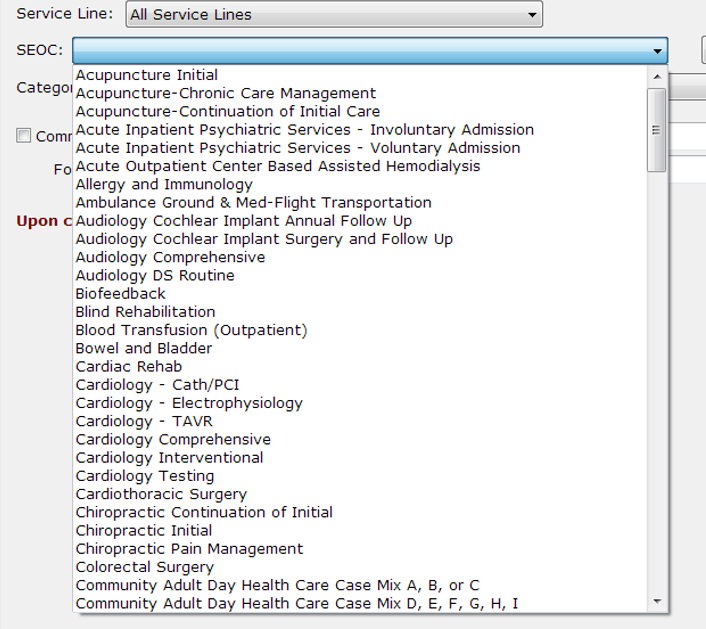 Service Line: All Service Lines
SEOC:
Acupuncture Initial
Categor Acupuncture-Chronic Care Management
Acupuncture-Continuation of Initial Care
Comm Acute Inpatient Psychiatric Services - Involuntary Admission
Acute Inpatient Psychiatric Services - Voluntary Admission
Fo Acute Outpatient Center Based Assisted Hemodialysis
Allergy and Immunology
Ambulance Ground & Med-Flight Transportation
Upon c Audiology Cochlear Implant Annual Follow Up
Audiology Cochlear Implant Surgery and Follow Up
Audiology Comprehensive
Audiology DS Routine
Biofeedback
Blind Rehabilitation
Blood Transfusion (Outpatient)
Bowel and Bladder
Cardiac Rehab
Cardiology - Cath/PCI
Cardiology - Electrophysiology
Cardiology - TAVR
Cardiology Comprehensive
Cardiology Interventional
Cardiology Testing
Cardiothoracic Surgery
Chiropractic Continuation of Initial
Chiropractic Initial
Chiropractic Pain Management
Colorectal Surgery
Community Adult Day Health Care Case Mix A, B, or C
Community Adult Day Health Care Case Mix D, E, F, G, H, I